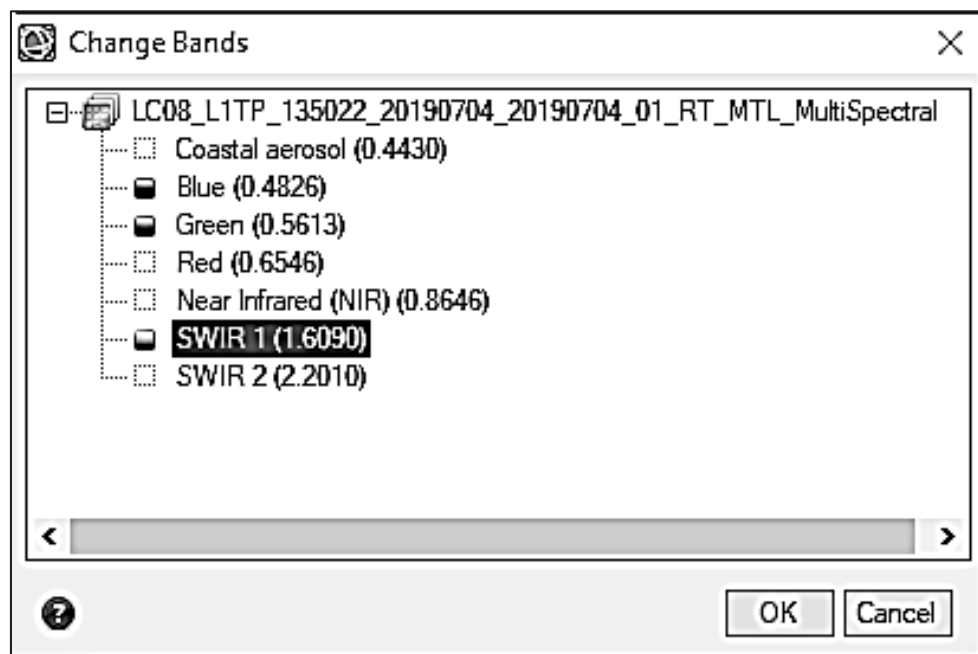 Change Bands
LC08_L1TP_135022_20190704_20190704_01_RT_MTL_MultiSpectral
Coastal aerosol (0.4430)
Blue (0.4826)
Green (0.5613)
Red (0.6546)
Near Infrared (NIR) (0.8646)
SWIR 1 (1.6090)
SWIR 2 (2.2010)
?
OK Cancel